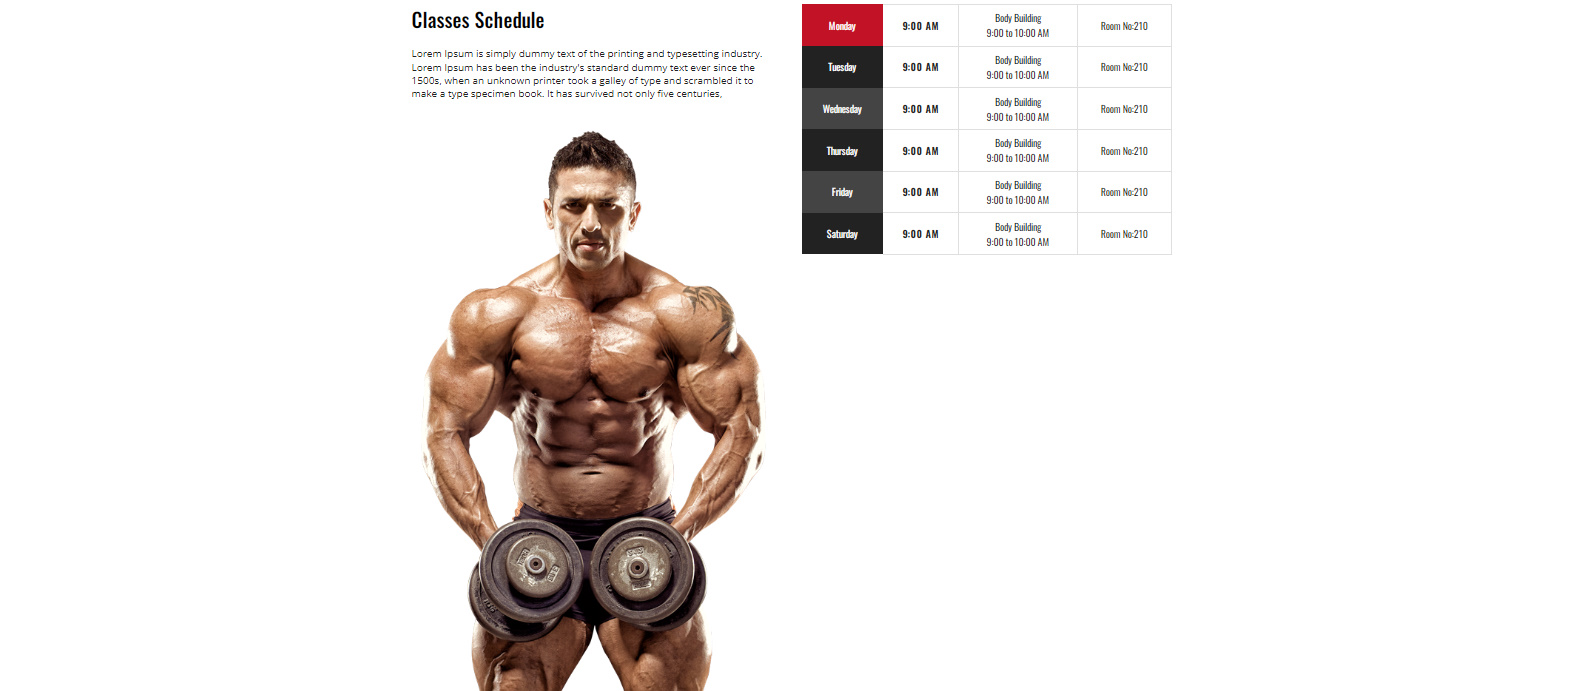 Classes Schedule
Lorem Ipsum is simply dummy text of the printing and typesetting industry.
Lorem Ipsum has been the industry's standard dummy text ever since the
1500s, when an unknown printer took a galley of type and scrambled it to
make a type specimen book. It has survived not only five centuries,
Monday 9:00 AM Body Building 9:00 to 10:00 AM Room No:210
Tuesday 9:00 AM Body Building 9:00 to 10:00 AM Room No:210
Wednesday 9:00 AM Body Building 9:00 to 10:00 AM Room No:210
Thursday 9:00 AM Body Building 9:00 to 10:00 AM Room No:210
Friday 9:00 AM Body Building 9:00 to 10:00 AM Room No:210
Saturday 9:00 AM Body Building 9:00 to 10:00 AM Room No:210